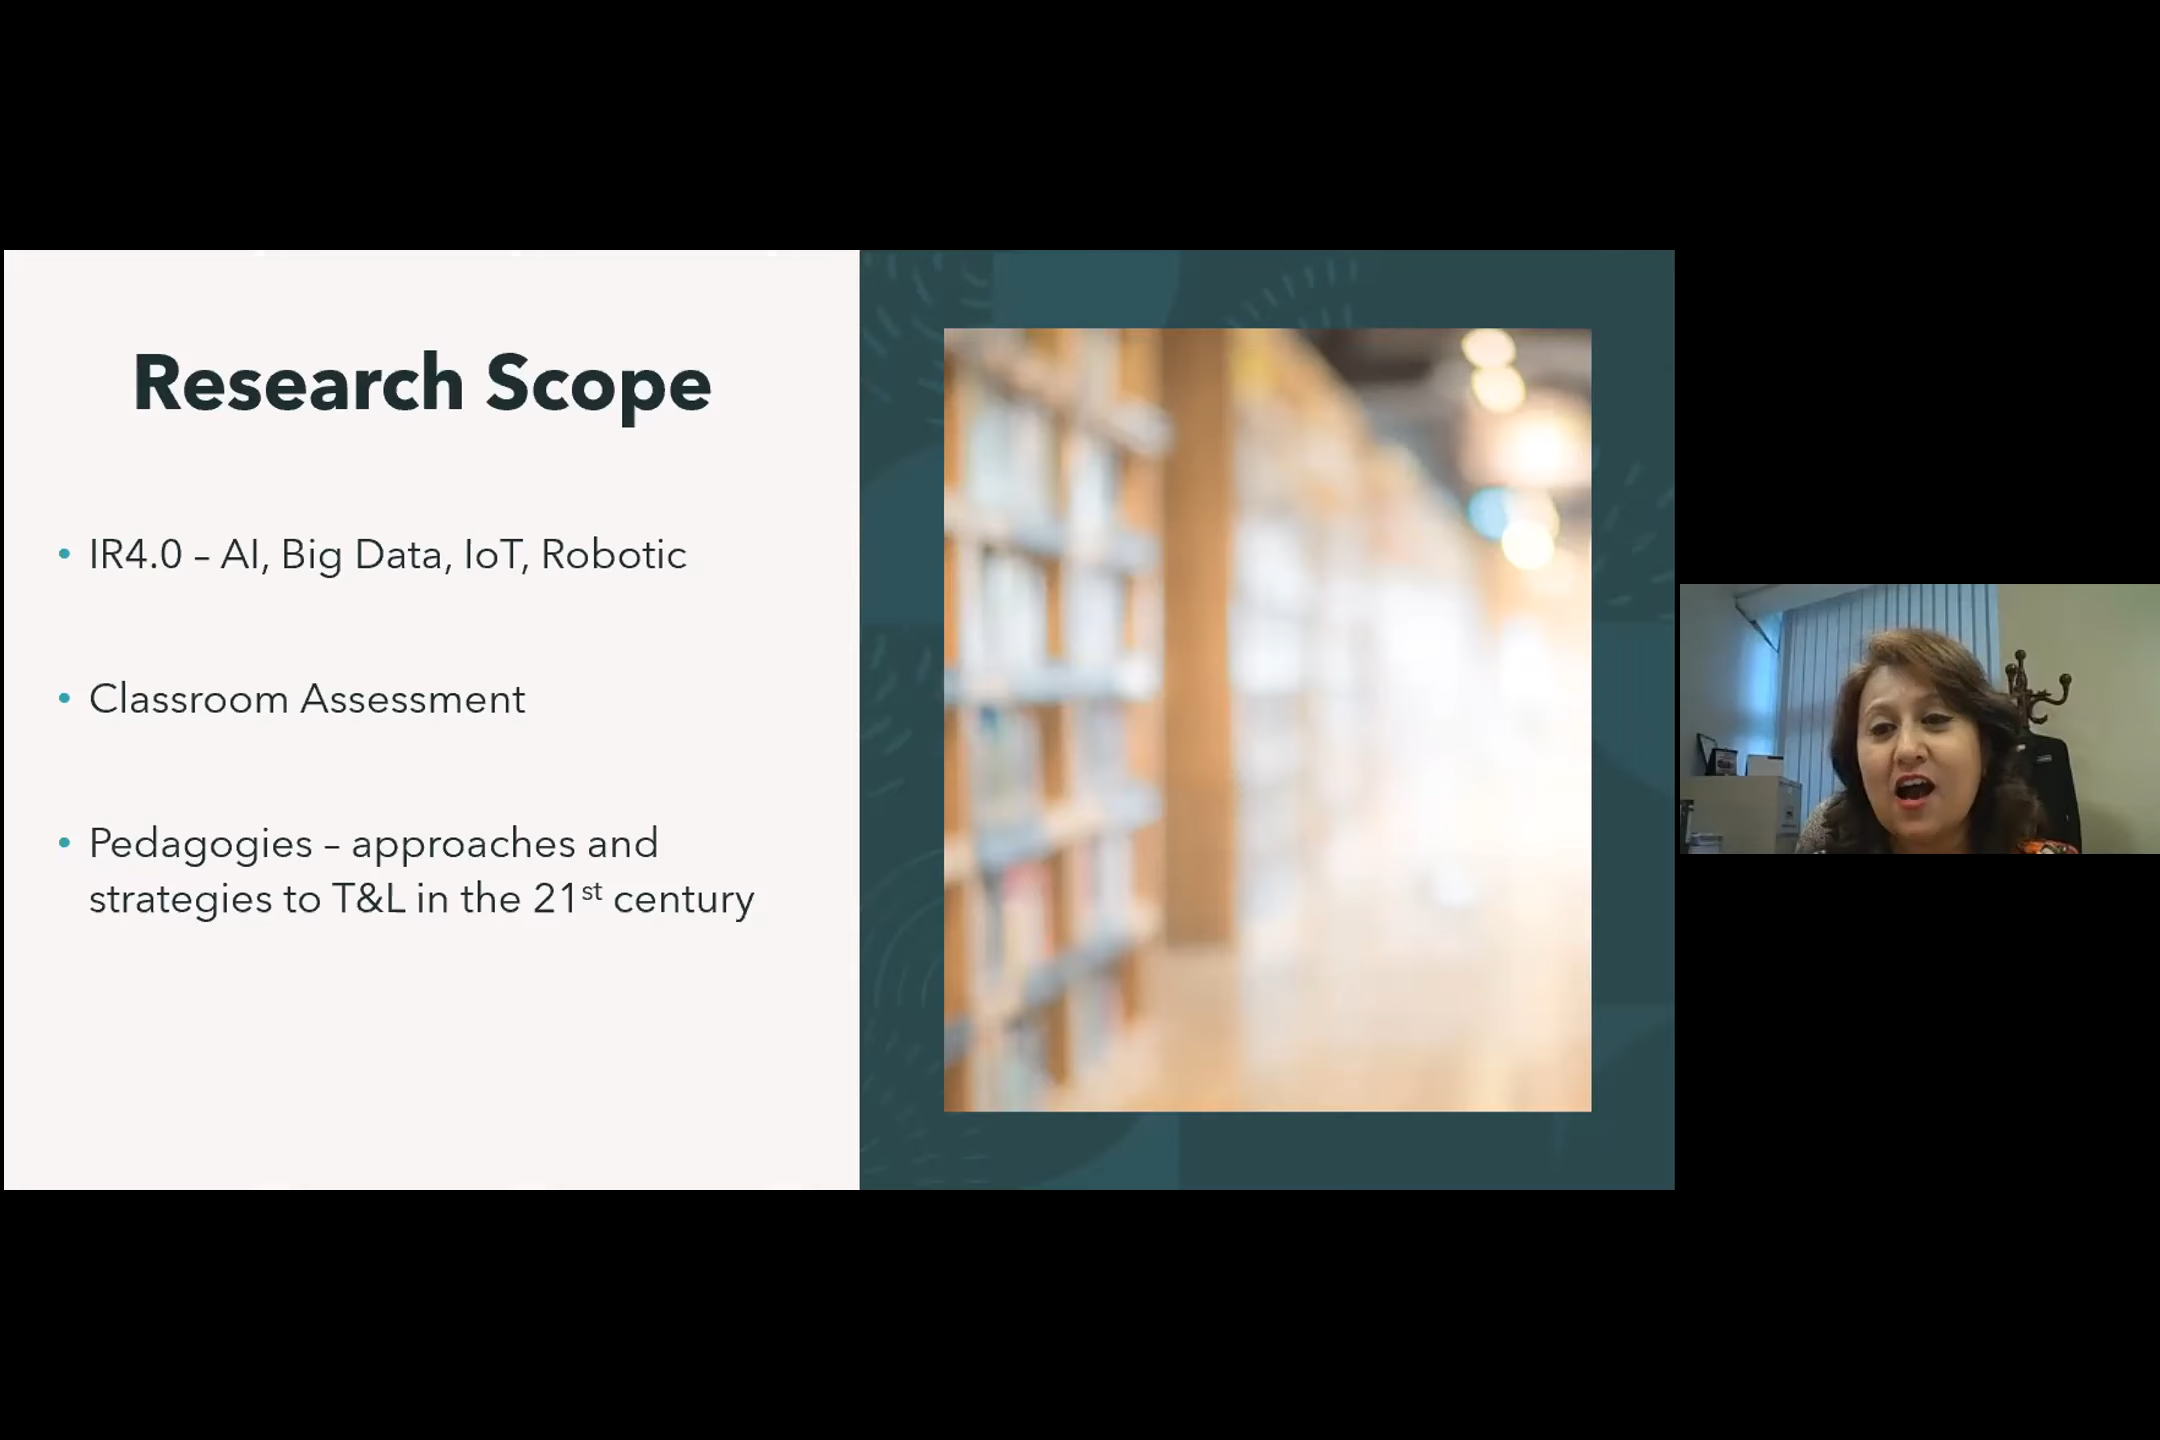 Research Scope
• IR4.0 – AI, Big Data, IoT, Robotic
• Classroom Assessment
• Pedagogies – approaches and
strategies to T&L in the 21st century